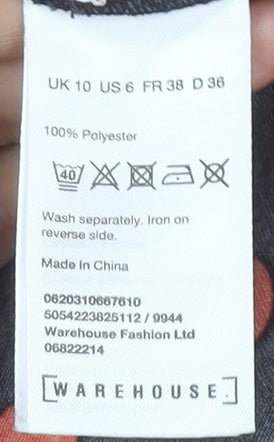 UK 10 US 6 FR 38 D 36
100% Polyester
40
Wash separately. Iron on
reverse side.
Made In China
0620310667610
5054223825112 / 9944
Warehouse Fashion Ltd
06822214
[WAREHOUSE.]